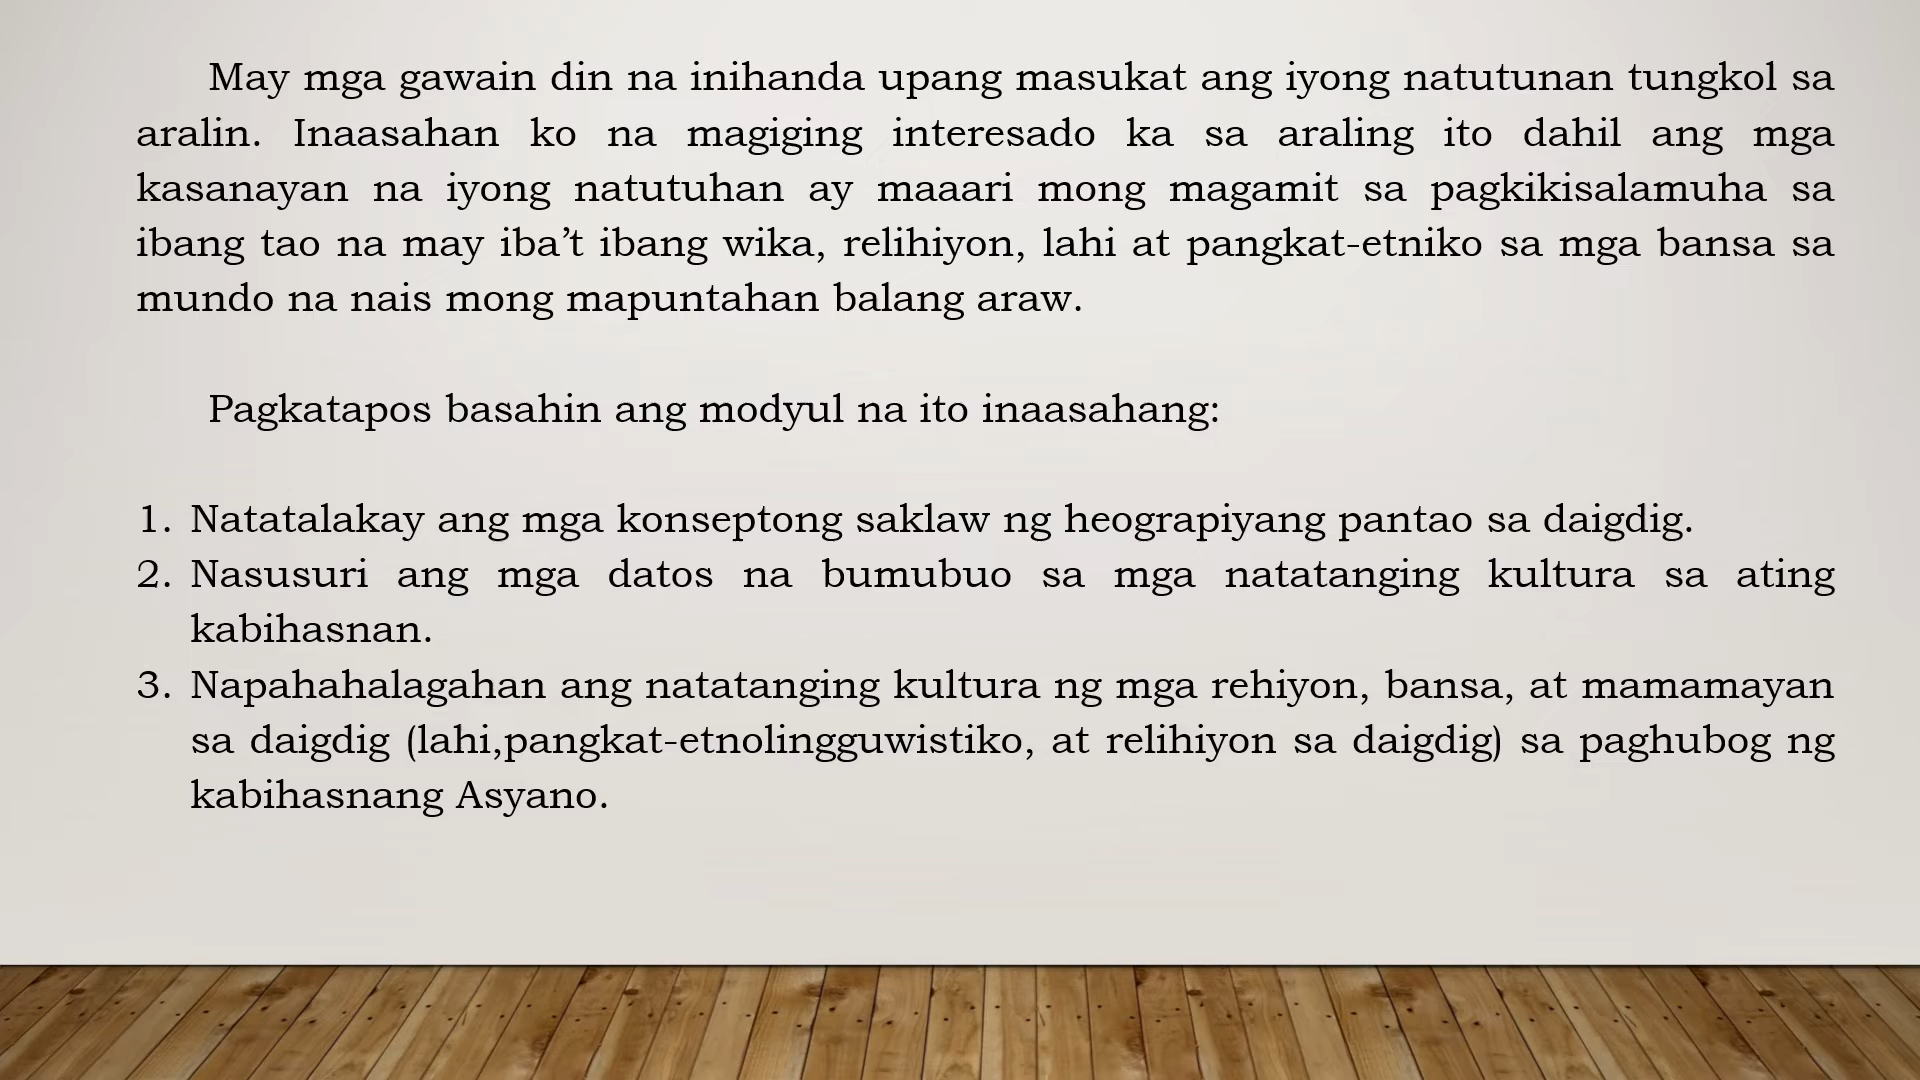 May mga gawain din na inihanda upang masukat ang iyong natutunan tungkol sa
aralin. Inaasahan ko na magiging interesado ka sa araling ito dahil ang mga
kasanayan na iyong natutuhan ay maaari mong magamit sa pagkikisalamuha sa
ibang tao na may iba’t ibang wika, relihiyon, lahi at pangkat-etniko sa mga bansa sa
mundo na nais mong mapuntahan balang araw.
Pagkatapos basahin ang modyul na ito inaasahang:
1. Natatalakay ang mga konseptong saklaw ng heograpiyang pantao sa daigdig.
2. Nasusuri ang mga datos na bumubuo sa mga natatanging kultura sa ating
kabihasnan.
3. Napahahalagahan ang natatanging kultura ng mga rehiyon, bansa, at mamamayan
sa daigdig (lahi,pangkat-etnolingguwistiko, at relihiyon sa daigdig) sa paghubog ng
kabihasnang Asyano.